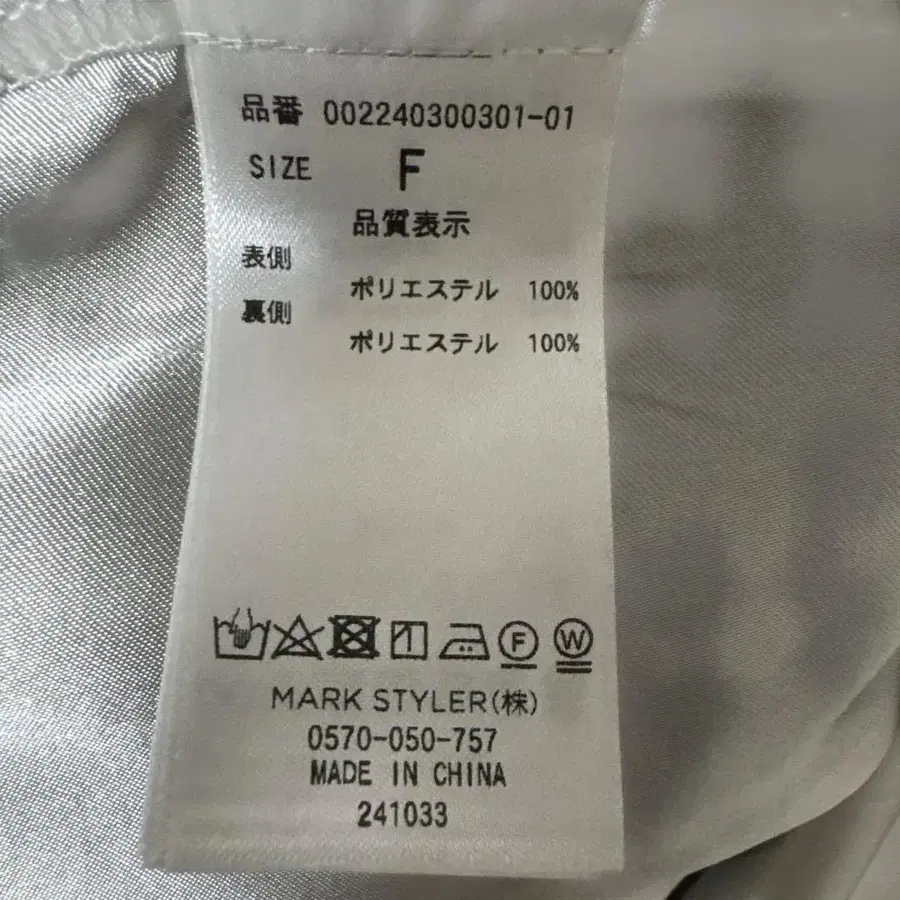 品番 002240300301-01
SIZE F
品質表示
表側
ポリエステル 100%
裏側
ポリエステル 100%
F W
MARK STYLER(株)
0570-050-757
MADE IN CHINA
241033